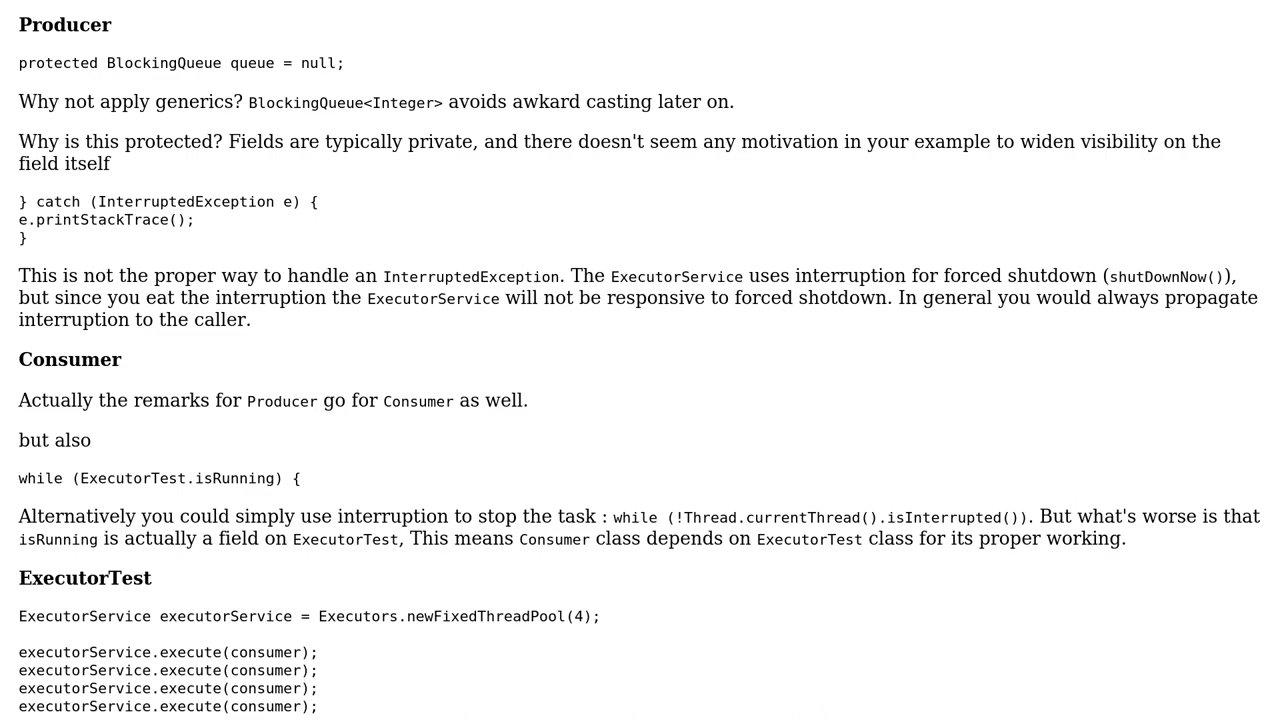 Producer
protected BlockingQueue queue = null;
Why not apply generics? BlockingQueue<Integer> avoids awkard casting later on.
Why is this protected? Fields are typically private, and there doesn't seem any motivation in your example to widen visibility on the
field itself
} catch (InterruptedException e) {
e.printStackTrace();
}
This is not the proper way to handle an InterruptedException. The ExecutorService uses interruption for forced shutdown (shutDownNow()),
but since you eat the interruption the ExecutorService will not be responsive to forced shotdown. In general you would always propagate
interruption to the caller.
Consumer
Actually the remarks for Producer go for Consumer as well.
but also
while (ExecutorTest.isRunning) {
Alternatively you could simply use interruption to stop the task : while (!Thread.currentThread().isInterrupted()). But what's worse is that
isRunning is actually a field on ExecutorTest, This means Consumer class depends on ExecutorTest class for its proper working.
ExecutorTest
ExecutorService executorService = Executors.newFixedThreadPool(4);
executorService.execute(consumer);
executorService.execute(consumer);
executorService.execute(consumer);
executorService.execute(consumer);